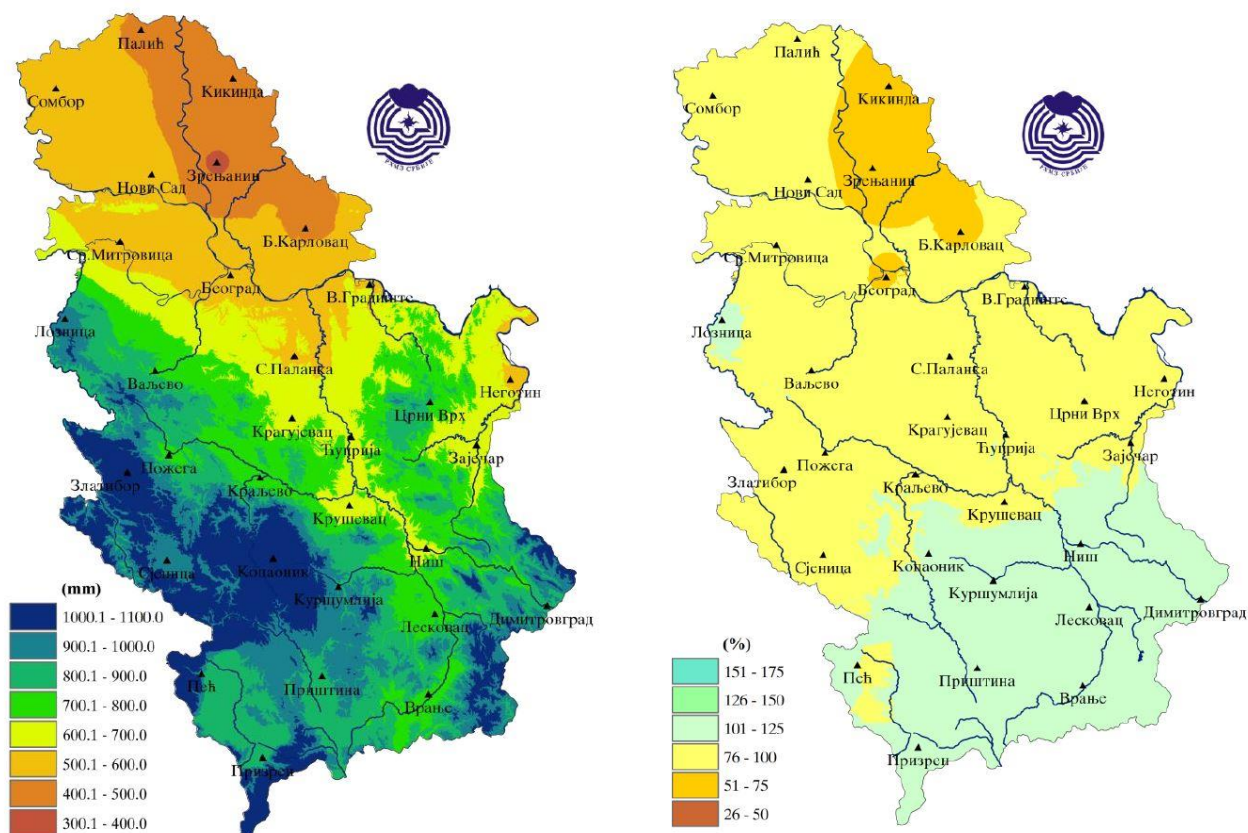 Палић
Кикинда
Сомбор
Зрењанин
Нови Сад
Б.Карловац
Ср.Митровица
Београд
В.Градиште
Лозница
С.Паланка
Ваљево
Неготин
Црни Врх
Крагујевац
Ћуприја
Зајечар
Пожега
Златибор
Краљево
Крушевац
Ниш
Сјеница
Копаоник
Куршумлија
Димитровград
Лесковац
Пећ
Приштина
Врање
Призрен
(mm)
1000.1 - 1100.0
900.1 - 1000.0
800.1 - 900.0
700.1 - 800.0
600.1 - 700.0
500.1 - 600.0
400.1 - 500.0
300.1 - 400.0
РХМЗ СРБИЈЕ
Палић
Кикинда
Сомбор
Зрењанин
Нови Сад
Б.Карловац
Ср.Митровица
Београд
В.Градиште
Лозница
С.Паланка
Ваљево
Неготин
Црни Врх
Крагујевац
Ћуприја
Зајечар
Пожега
Златибор
Краљево
Крушевац
Ниш
Сјеница
Копаоник
Куршумлија
Димитровград
Лесковац
Пећ
Приштина
Врање
Призрен
(%)
151 - 175
126 - 150
101 - 125
76 - 100
51 - 75
26 - 50
РХМЗ СРБИЈЕ